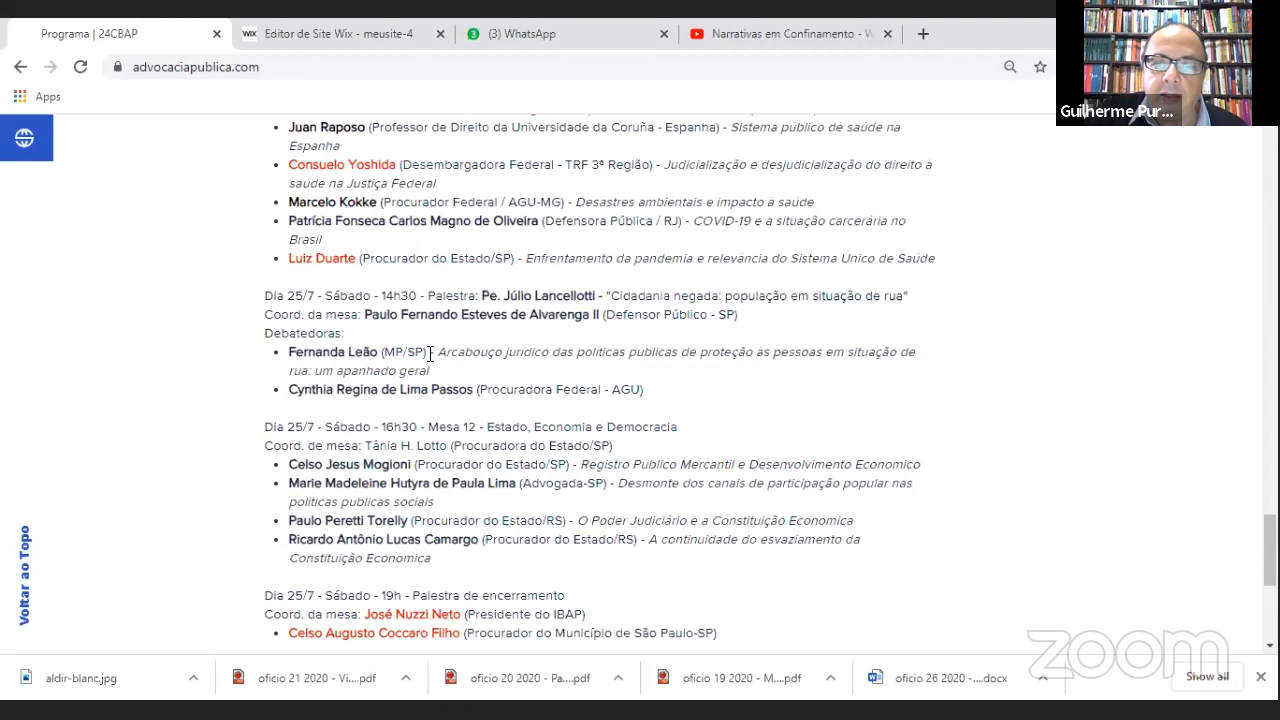 Programa | 24CBAP
WIX Editor de Site Wix - meusite-4
3 (3) WhatsApp
Narrativas em Confinamento - W
advocaciapublica.com
Apps
Guilherme Pur...
Juan Raposo (Professor de Direito da Universidade da Coruña - Espanha) - Sistema público de saúde na
Espanha
Consuelo Yoshida (Desembargadora Federal - TRF 3ª Região) - Judicialização e desjudicialização do direito à
saúde na Justiça Federal
Marcelo Kokke (Procurador Federal / AGU-MG) - Desastres ambientais e impacto à saúde
Patrícia Fonseca Carlos Magno de Oliveira (Defensora Pública / RJ) - COVID-19 e a situação carcerária no
Brasil
Luiz Duarte (Procurador do Estado/SP) - Enfrentamento da pandemia e relevância do Sistema Único de Saúde
Dia 25/7 - Sábado - 14h30 - Palestra: Pe. Júlio Lancellotti - "Cidadania negada: população em situação de rua"
Coord. da mesa: Paulo Fernando Esteves de Alvarenga II (Defensor Público - SP)
Debatedoras:
Fernanda Leão (MP/SP) - Arcabouço jurídico das políticas públicas de proteção às pessoas em situação de
rua: um apanhado geral
Cynthia Regina de Lima Passos (Procuradora Federal - AGU)
Dia 25/7 - Sábado - 16h30 - Mesa 12 - Estado, Economia e Democracia
Coord. de mesa: Tânia H. Lotto (Procuradora do Estado/SP)
Celso Jesus Mogioni (Procurador do Estado/SP) - Registro Público Mercantil e Desenvolvimento Econômico
Marie Madeleine Hutyra de Paula Lima (Advogada-SP) - Desmonte dos canais de participação popular nas
políticas públicas sociais
Paulo Peretti Torelly (Procurador do Estado/RS) - O Poder Judiciário e a Constituição Econômica
Ricardo Antônio Lucas Camargo (Procurador do Estado/RS) - A continuidade do esvaziamento da
Constituição Econômica
Dia 25/7 - Sábado - 19h - Palestra de encerramento
Coord. da mesa: José Nuzzi Neto (Presidente do IBAP)
Celso Augusto Coccaro Filho (Procurador do Município de São Paulo-SP)
Voltar ao Topo
zoom
aldir-blanc.jpg
oficio 21 2020 - Vi....pdf
oficio 20 2020 - Pa....pdf
oficio 19 2020 - M....pdf
oficio 26 2020 -....docx
Show all